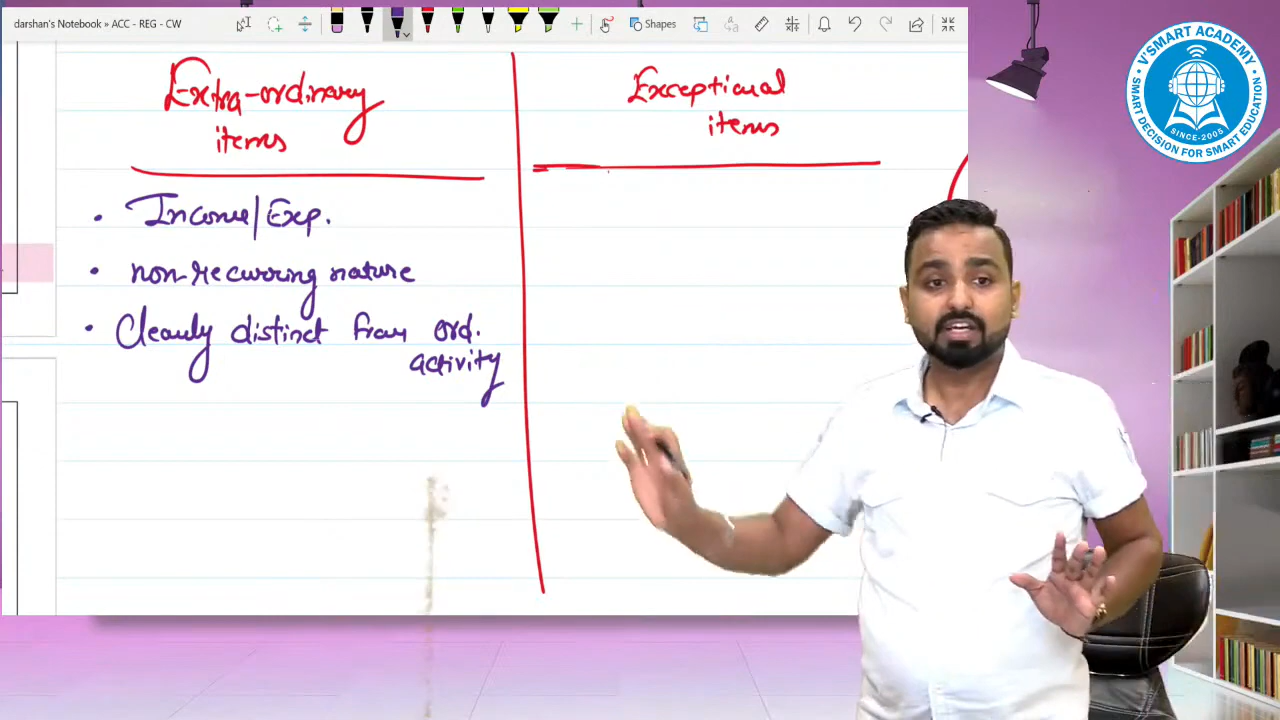 darshan's Notebook » ACC - REG - CW
Shapes
Extra-ordinary
items
Exceptional
items
• Income/Exp.
• non-recurring nature
• Clearly distinct from ord.
activity
V'SMART ACADEMY
SINCE-2005
SMART DECISION FOR SMART EDUCATION